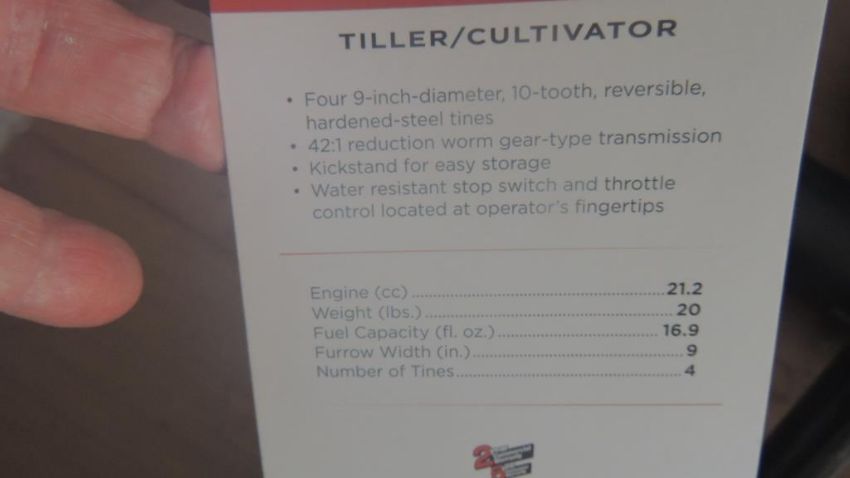 TILLER/CULTIVATOR
• Four 9-inch-diameter, 10-tooth, reversible,
hardened-steel tines
• 42:1 reduction worm gear-type transmission
• Kickstand for easy storage
• Water resistant stop switch and throttle
control located at operator's fingertips
Engine (cc) 21.2
Weight (lbs.) 20
Fuel Capacity (fl. oz.) 16.9
Furrow Width (in.) 9
Number of Tines 4
2